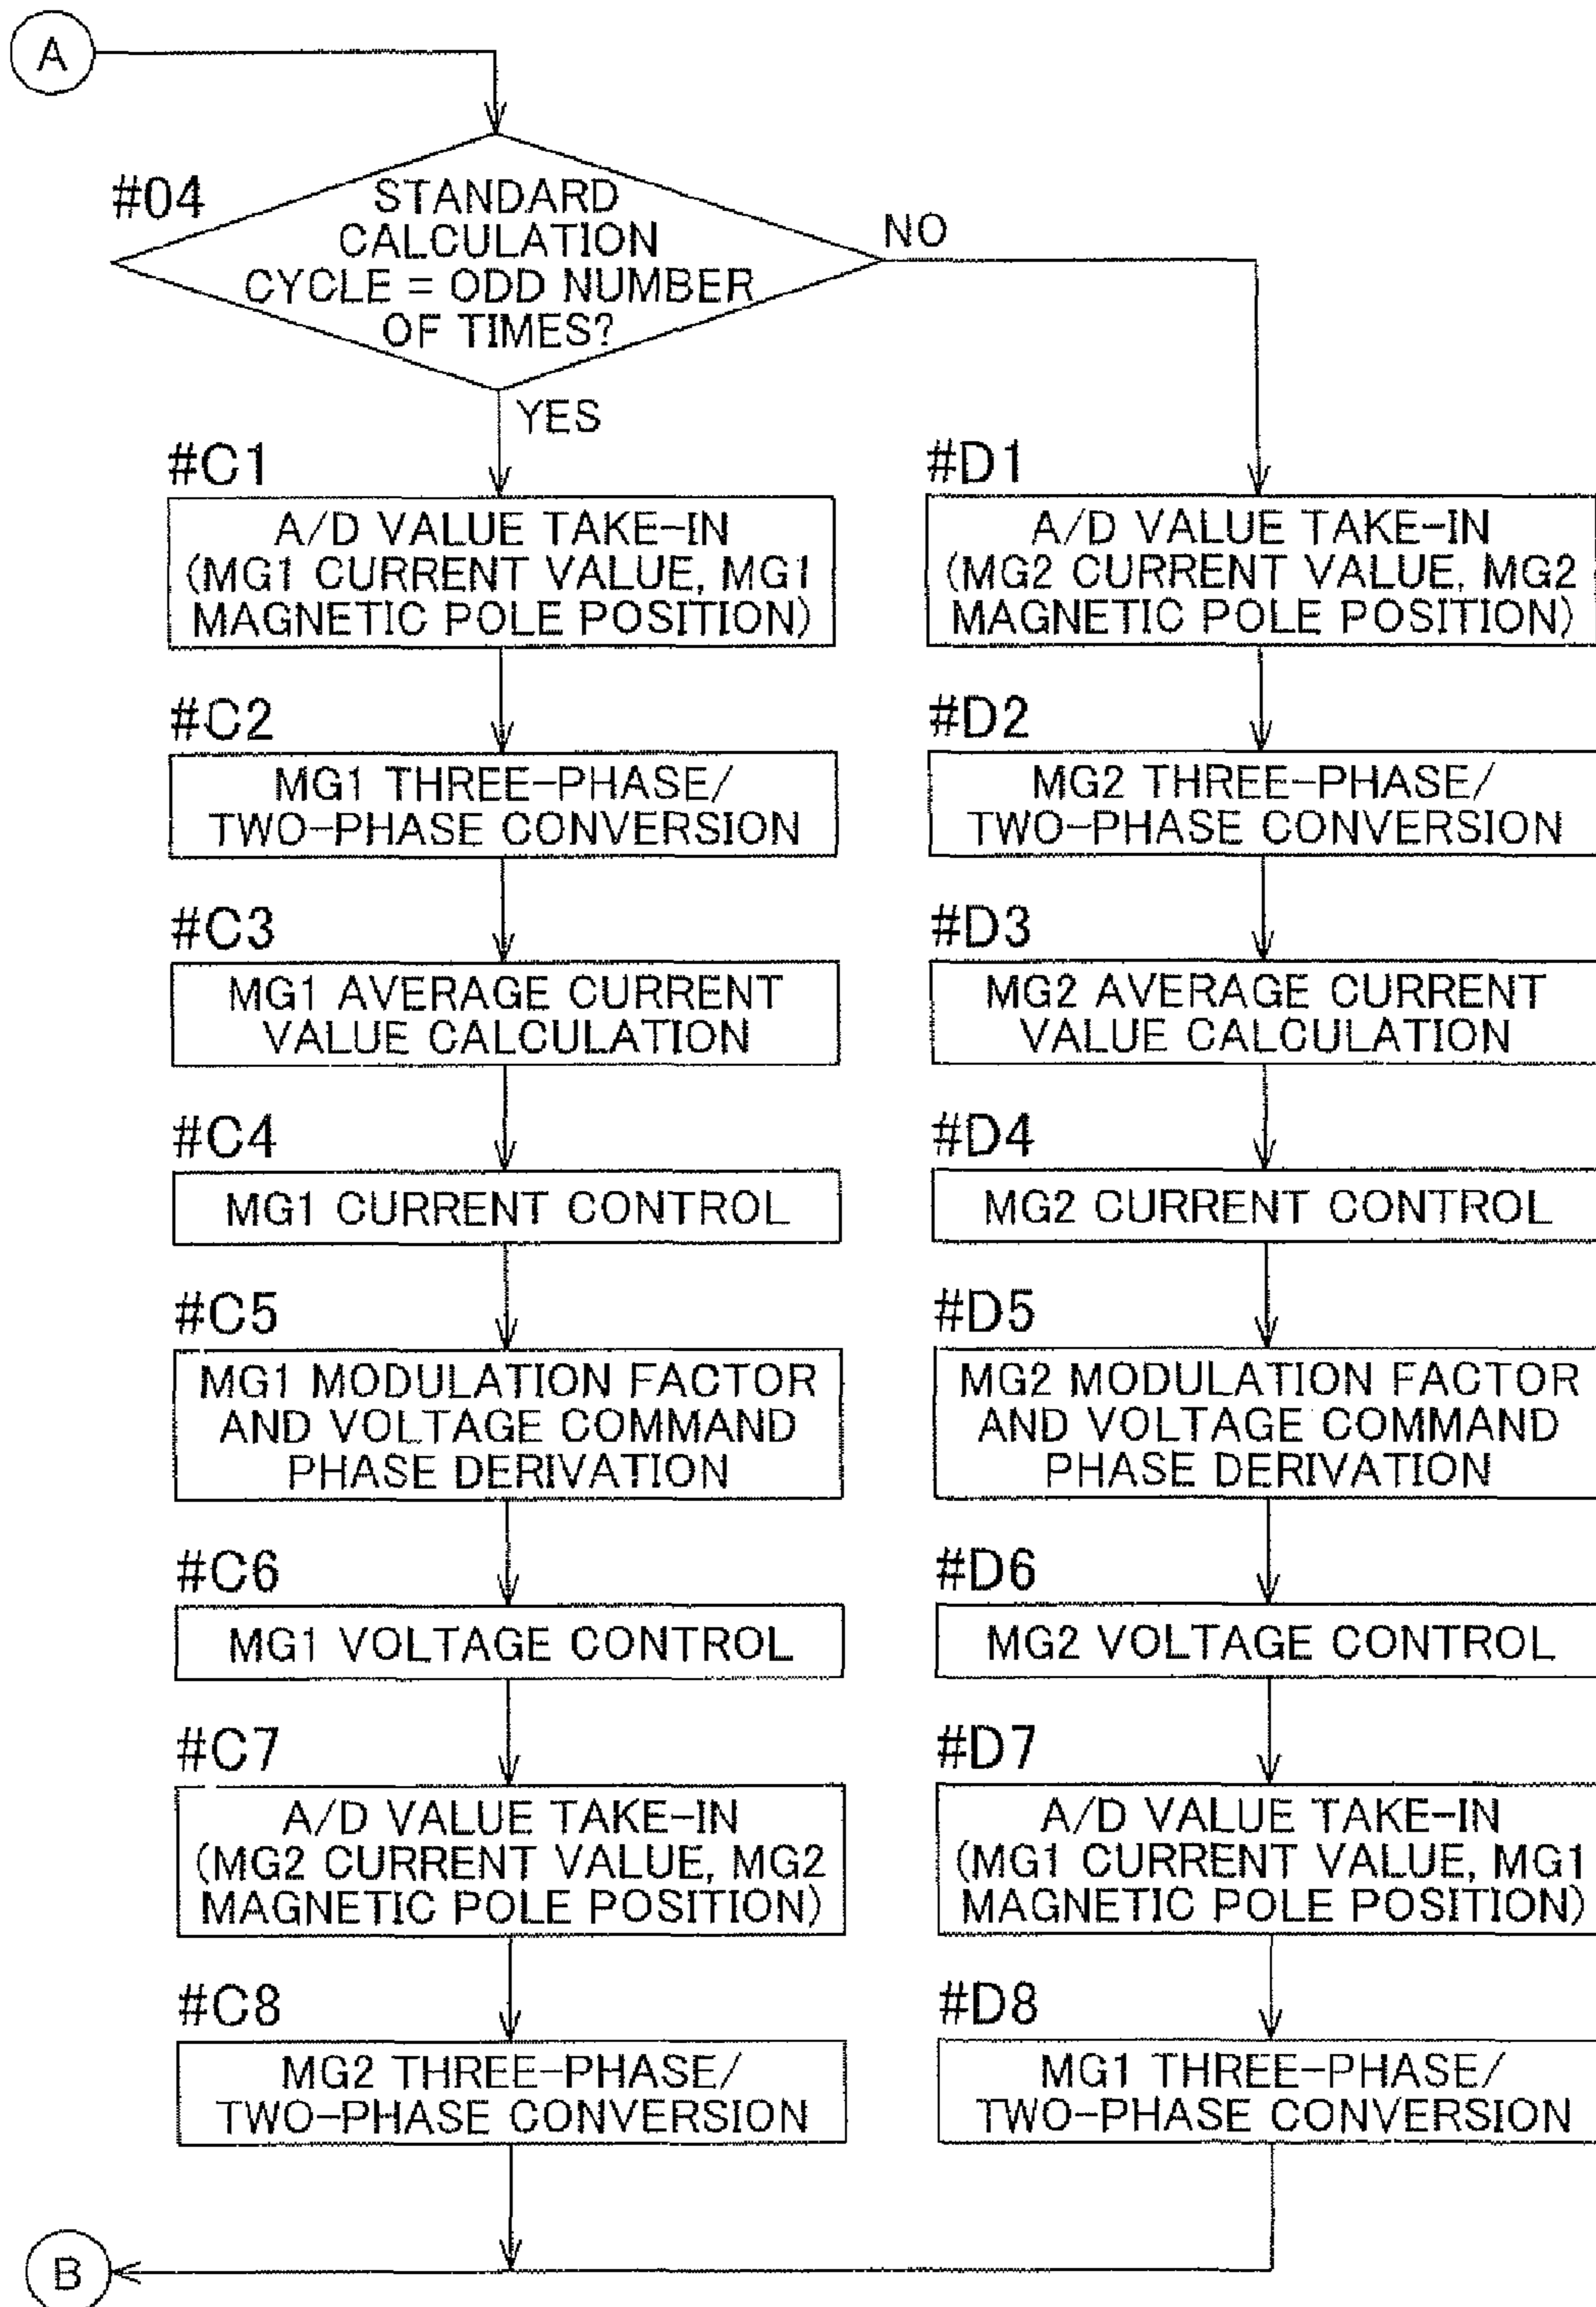 A
#04
STANDARD
CALCULATION
CYCLE = ODD NUMBER
OF TIMES?
NO
YES
#C1
A/D VALUE TAKE-IN
(MG1 CURRENT VALUE, MG1
MAGNETIC POLE POSITION)
#C2
MG1 THREE-PHASE/
TWO-PHASE CONVERSION
#C3
MG1 AVERAGE CURRENT
VALUE CALCULATION
#C4
MG1 CURRENT CONTROL
#C5
MG1 MODULATION FACTOR
AND VOLTAGE COMMAND
PHASE DERIVATION
#C6
MG1 VOLTAGE CONTROL
#C7
A/D VALUE TAKE-IN
(MG2 CURRENT VALUE, MG2
MAGNETIC POLE POSITION)
#C8
MG2 THREE-PHASE/
TWO-PHASE CONVERSION
#D1
A/D VALUE TAKE-IN
(MG2 CURRENT VALUE, MG2
MAGNETIC POLE POSITION)
#D2
MG2 THREE-PHASE/
TWO-PHASE CONVERSION
#D3
MG2 AVERAGE CURRENT
VALUE CALCULATION
#D4
MG2 CURRENT CONTROL
#D5
MG2 MODULATION FACTOR
AND VOLTAGE COMMAND
PHASE DERIVATION
#D6
MG2 VOLTAGE CONTROL
#D7
A/D VALUE TAKE-IN
(MG1 CURRENT VALUE, MG1
MAGNETIC POLE POSITION)
#D8
MG1 THREE-PHASE/
TWO-PHASE CONVERSION
B